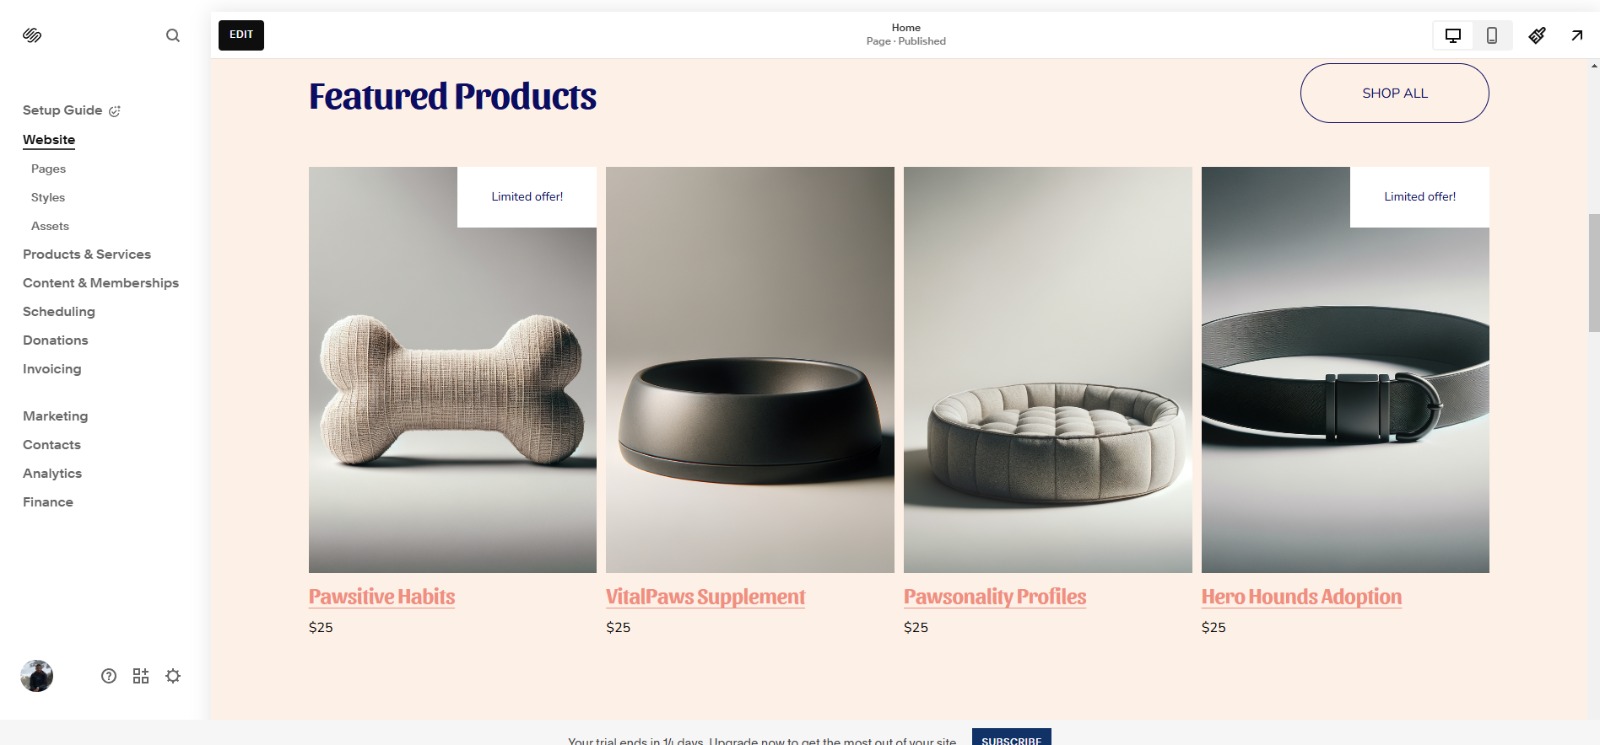 EDIT
Home
Page · Published
Setup Guide
Website
Pages
Styles
Assets
Products & Services
Content & Memberships
Scheduling
Donations
Invoicing
Marketing
Contacts
Analytics
Finance
Featured Products
SHOP ALL
Limited offer!
Limited offer!
Pawsitive Habits
$25
VitalPaws Supplement
$25
Pawsonality Profiles
$25
Hero Hounds Adoption
$25
Your trial ends in 14 days. Upgrade now to get the most out of your site.
SUBSCRIBE